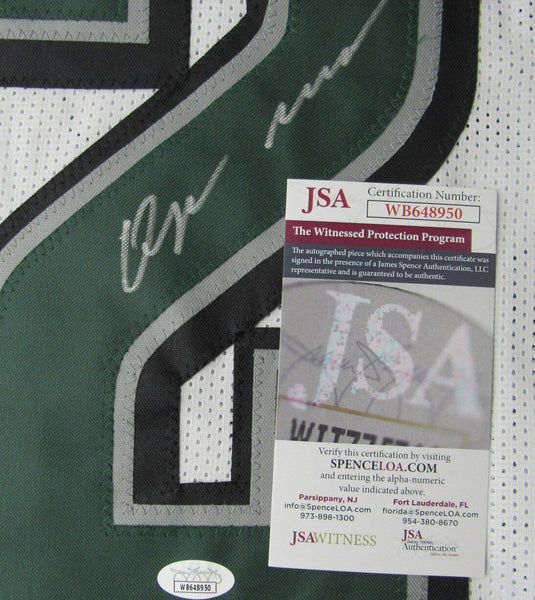 JSA
Certification Number:
WB648950
The Witnessed Protection Program
The autographed piece which accompanies this certificate was
signed in the presence of a James Spence Authentication, LLC
representative and is guaranteed to be authentic.
JSA
Verify this certification by visiting
SPENCELOA.COM
and entering the alpha-numeric
value indicated above.
Parsippany, NJ
info@SpenceLOA.com
973-898-1300
Fort Lauderdale, FL
florida@SpenceLOA.com
954-380-8670
JSAWITNESS
JSA
James Spence
Authentication
WB648950